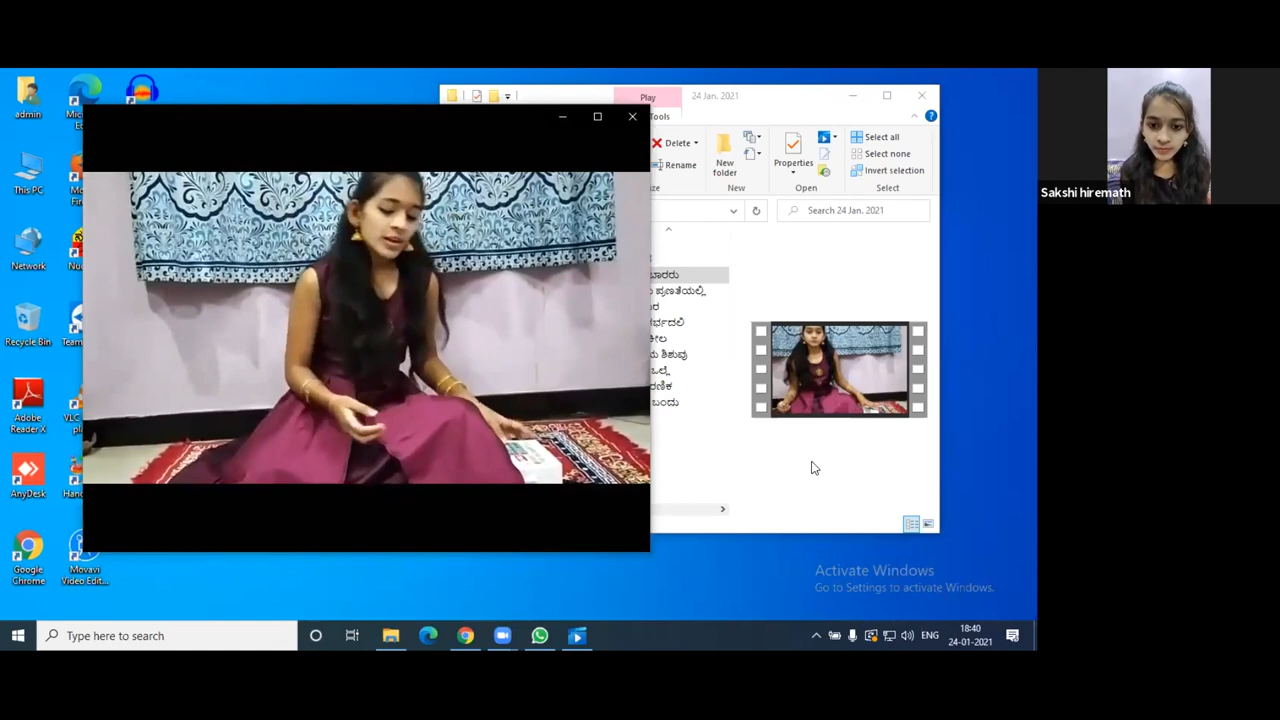 Play
24 Jan. 2021
admin
Tools
Delete
Select all
Rename
New folder
Properties
Select none
Invert selection
New
Open
Select
This PC
Search 24 Jan. 2021
Sakshi hiremath
Network
ಪ್ರಣತೆಯಲ್ಲಿ
ಶಿಶುವು
ಒಲ್ಲೆ
ಬಂದು
Recycle Bin
Adobe
Reader X
AnyDesk
Google
Chrome
Movavi
Video Edit...
Activate Windows
Go to Settings to activate Windows.
Type here to search
ENG
18:40
24-01-2021